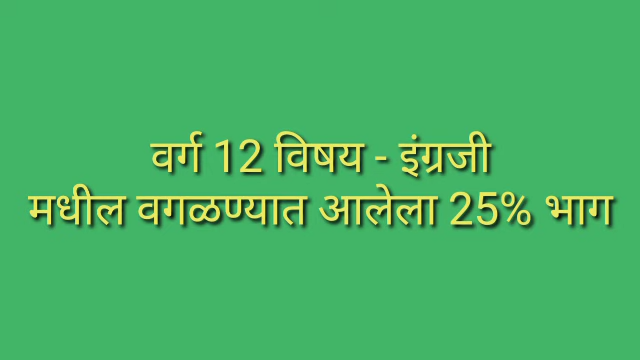 वर्ग 12 विषय - इंग्रजी
मधील वगळण्यात आलेला 25% भाग